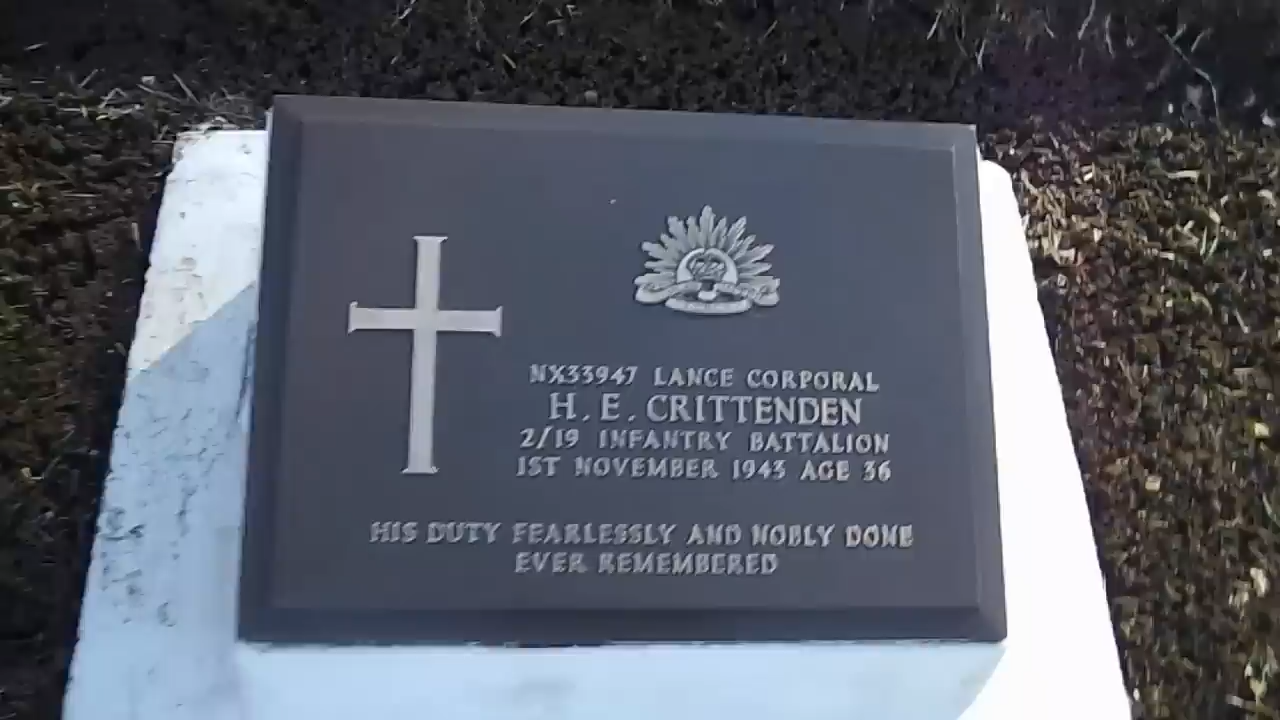 NX33947 LANCE CORPORAL
H. E. CRITTENDEN
2/19 INFANTRY BATTALION
1ST NOVEMBER 1943 AGE 36
HIS DUTY FEARLESSLY AND NOBLY DONE
EVER REMEMBERED